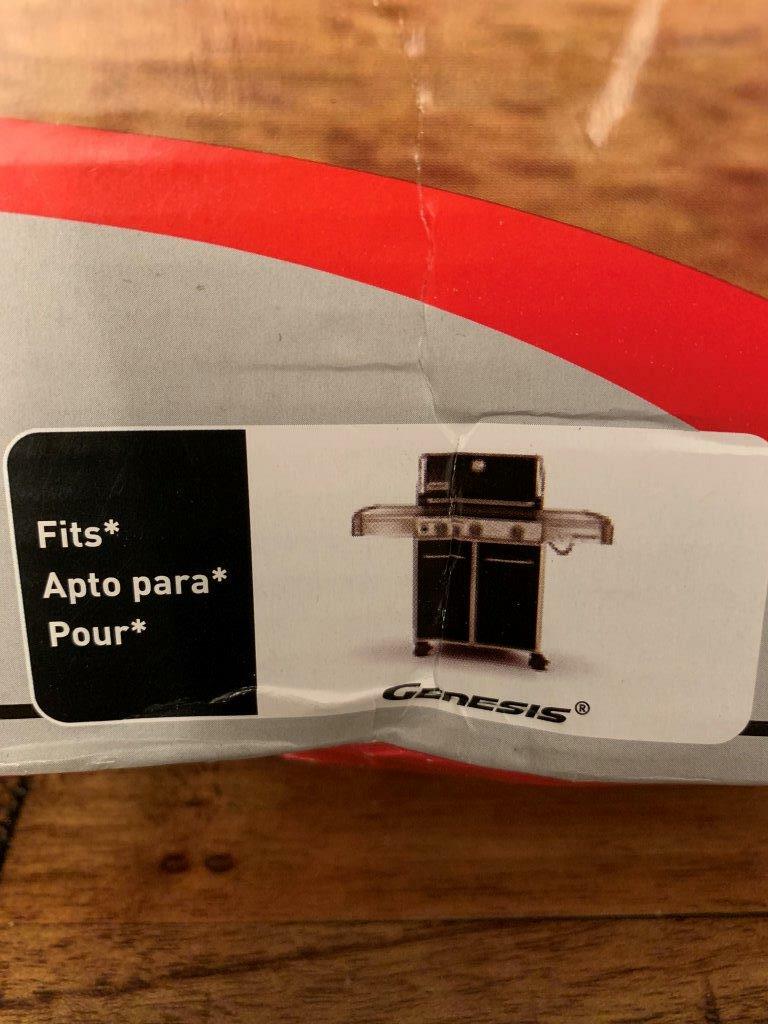 Fits*
Apto para*
Pour*
GENESIS®